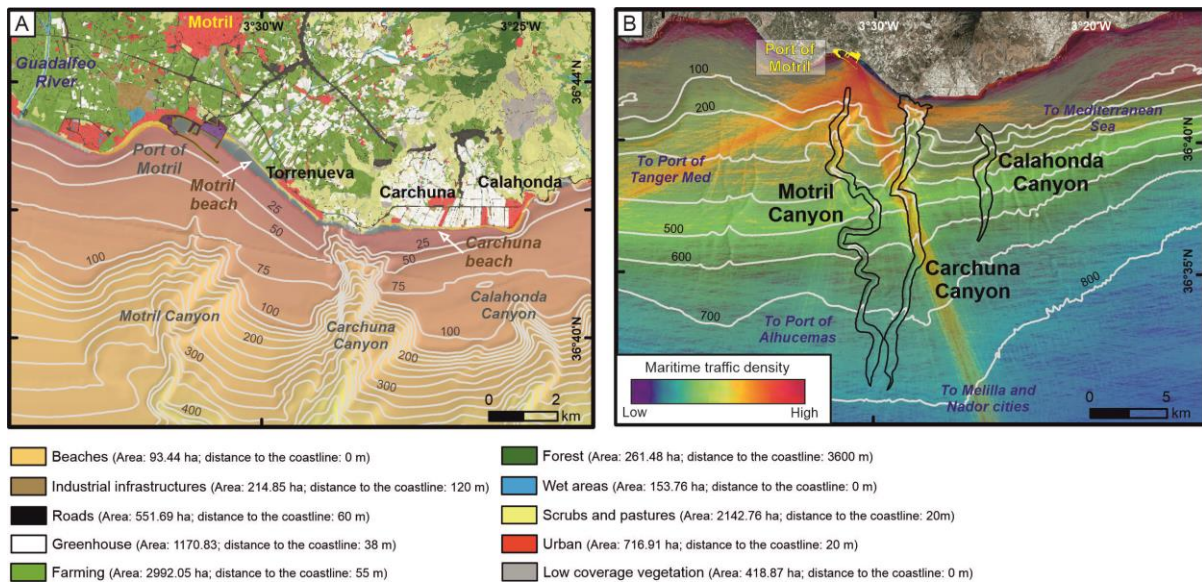 A
Motril
3°30'W
3°25'W
Guadalfeo
River
36°44'N
Port of
Motril
Motril
beach
Torrenueva
Carchuna
Calahonda
25
50
25
50
Carchuna
beach
100
75
75
100
100
Motril Canyon
Carchuna
Canyon
Calahonda
Canyon
200
200
300
300
400
36°40'N
0 2
km
B
3°30'W
3°20'W
Port of
Motril
100
200
To Mediterranean
Sea
36°40'N
To Port of
Tanger Med
Motril
Canyon
Calahonda
Canyon
500
600
Carchuna
Canyon
800
36°35'N
700
To Port of
Alhucemas
Maritime traffic density
Low High
To Melilla and
Nador cities
0 5
km
Beaches (Area: 93.44 ha; distance to the coastline: 0 m)
Industrial infrastructures (Area: 214.85 ha; distance to the coastline: 120 m)
Roads (Area: 551.69 ha; distance to the coastline: 60 m)
Greenhouse (Area: 1170.83; distance to the coastline: 38 m)
Farming (Area: 2992.05 ha; distance to the coastline: 55 m)
Forest (Area: 261.48 ha; distance to the coastline: 3600 m)
Wet areas (Area: 153.76 ha; distance to the coastline: 0 m)
Scrubs and pastures (Area: 2142.76 ha; distance to the coastline: 20m)
Urban (Area: 716.91 ha; distance to the coastline: 20 m)
Low coverage vegetation (Area: 418.87 ha; distance to the coastline: 0 m)